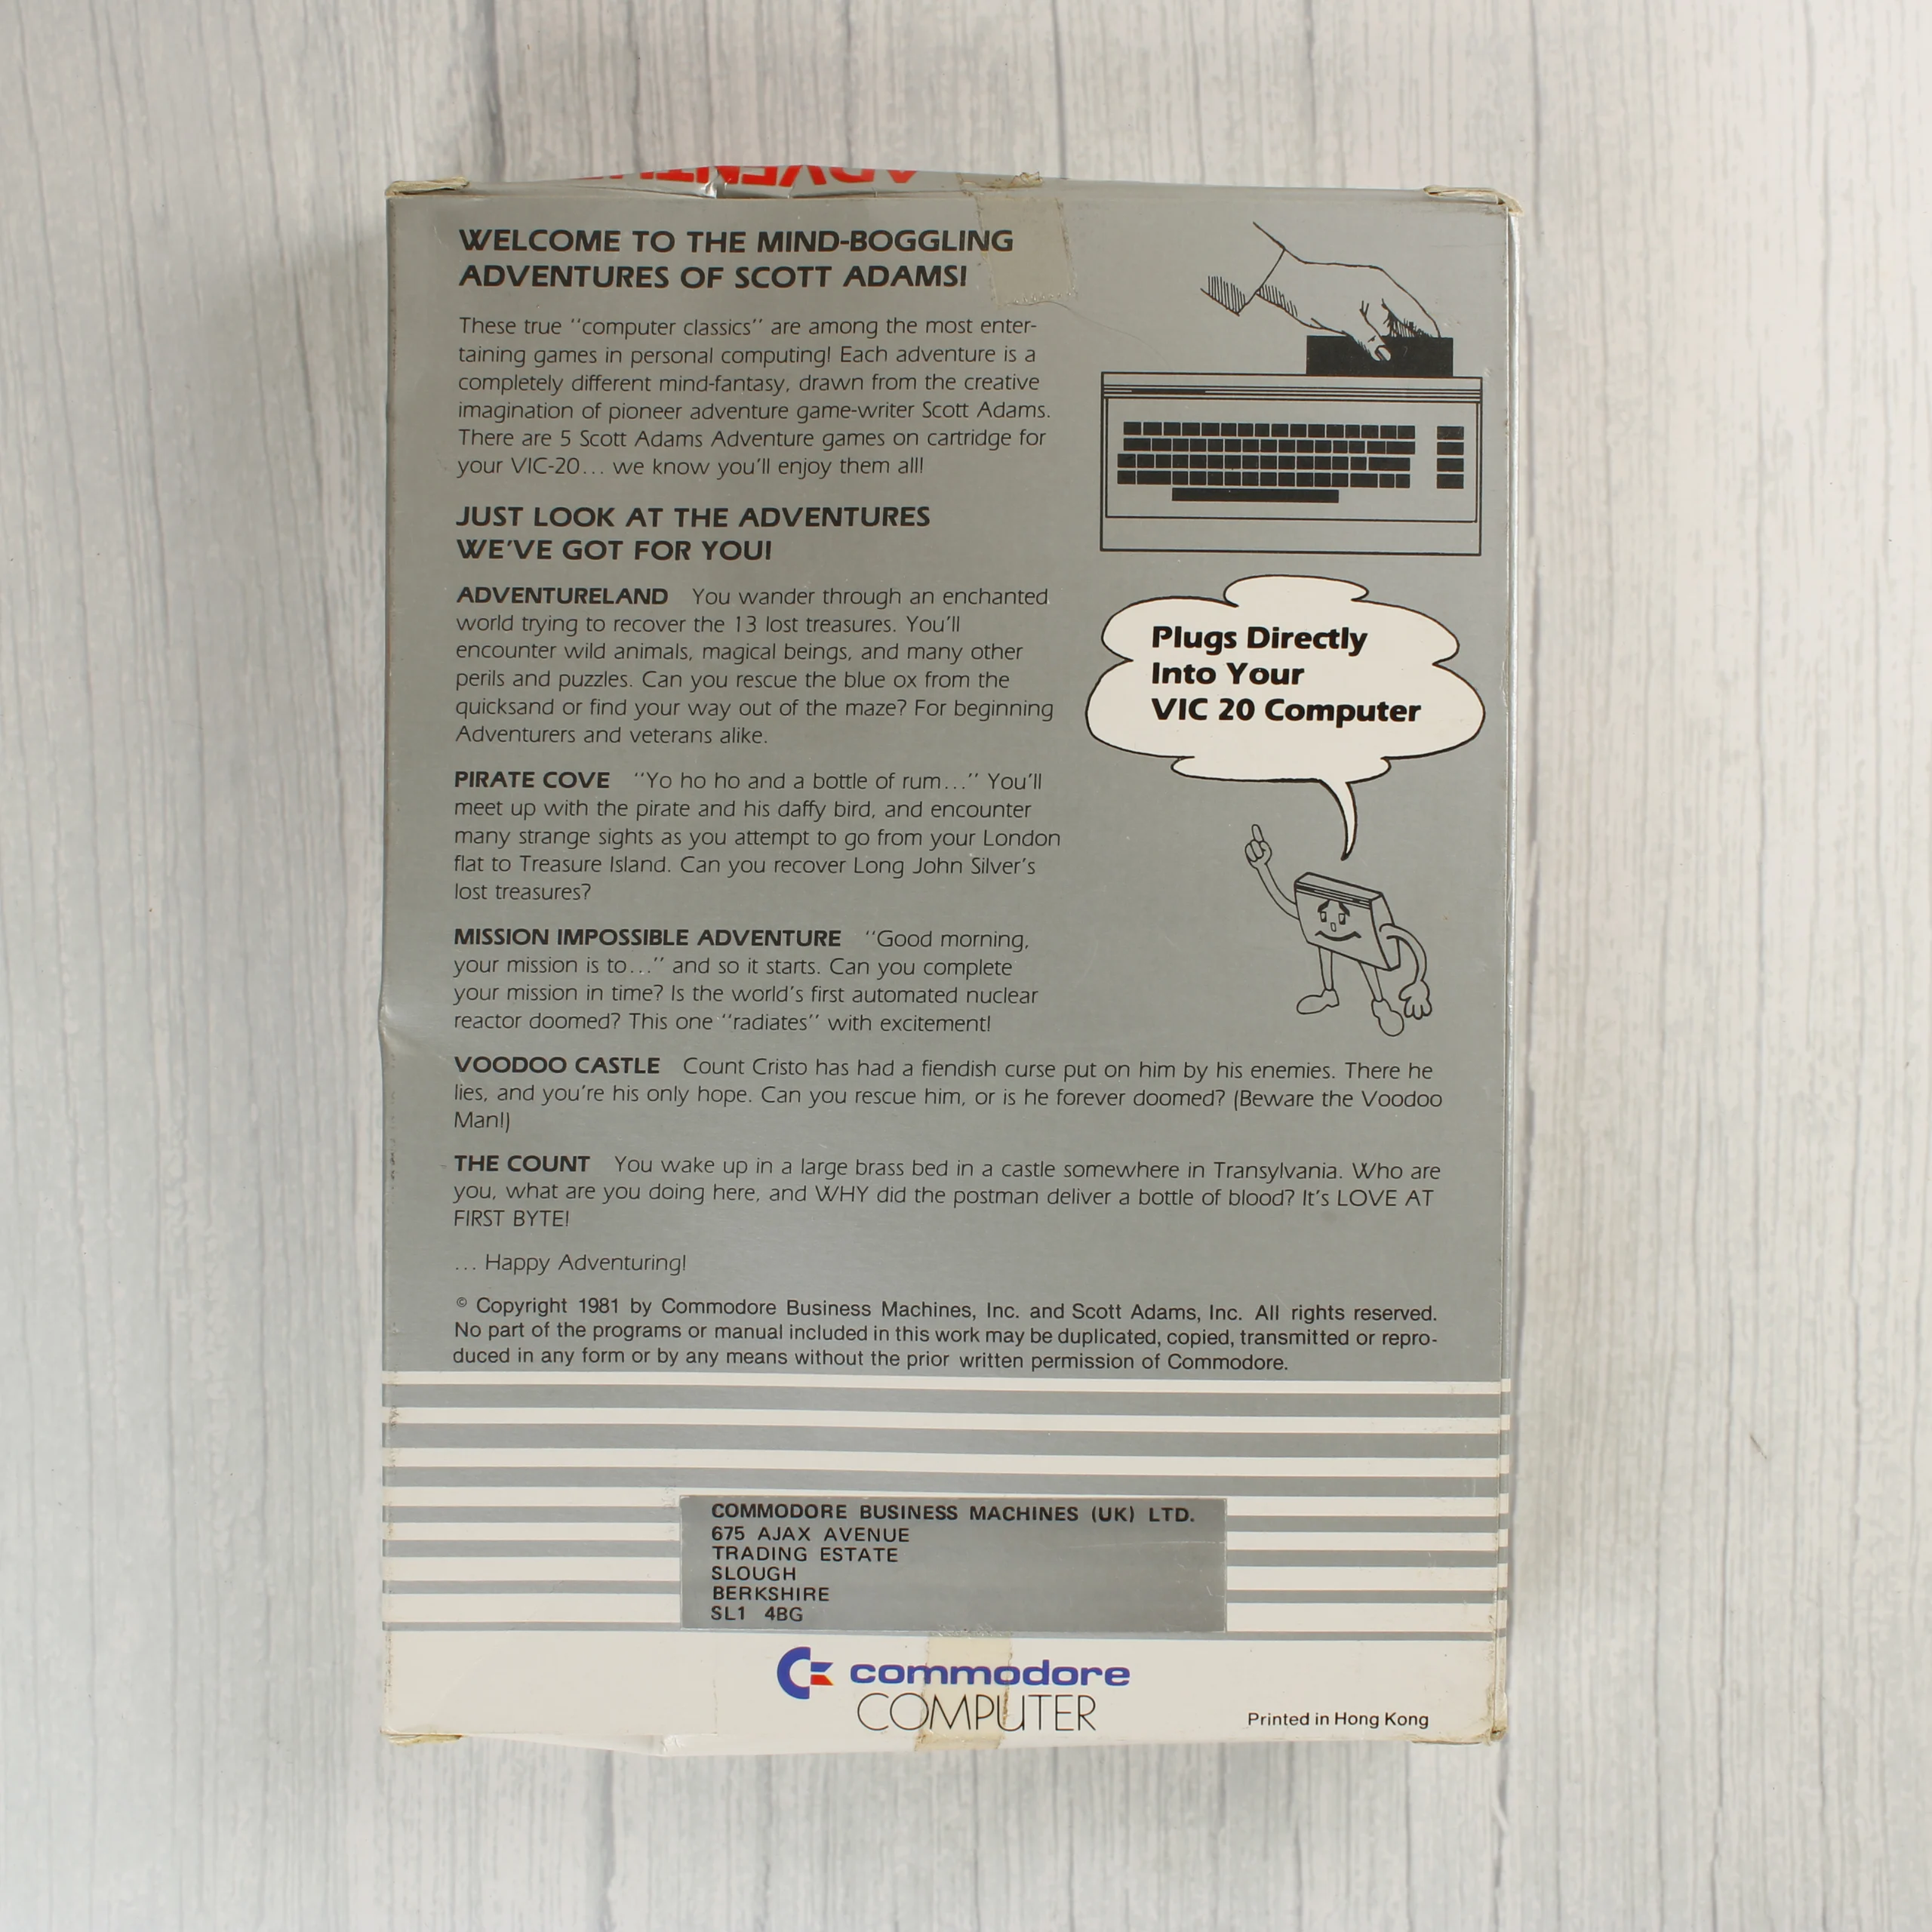 WELCOME TO THE MIND-BOGGLING
ADVENTURES OF SCOTT ADAMS!
These true "computer classics" are among the most enter-
taining games in personal computing! Each adventure is a
completely different mind-fantasy, drawn from the creative
imagination of pioneer adventure game-writer Scott Adams.
There are 5 Scott Adams Adventure games on cartridge for
your VIC-20... we know you'll enjoy them all!
JUST LOOK AT THE ADVENTURES
WE'VE GOT FOR YOU!
ADVENTURELAND You wander through an enchanted
world trying to recover the 13 lost treasures. You'll
encounter wild animals, magical beings, and many other
perils and puzzles. Can you rescue the blue ox from the
quicksand or find your way out of the maze? For beginning
Adventurers and veterans alike.
PIRATE COVE "Yo ho ho and a bottle of rum..." You'll
meet up with the pirate and his daffy bird, and encounter
many strange sights as you attempt to go from your London
flat to Treasure Island. Can you recover Long John Silver's
lost treasures?
MISSION IMPOSSIBLE ADVENTURE "Good morning,
your mission is to..." and so it starts. Can you complete
your mission in time? Is the world's first automated nuclear
reactor doomed? This one "radiates" with excitement!
VOODOO CASTLE Count Cristo has had a fiendish curse put on him by his enemies. There he
lies, and you're his only hope. Can you rescue him, or is he forever doomed? (Beware the Voodoo
Man!)
THE COUNT You wake up in a large brass bed in a castle somewhere in Transylvania. Who are
you, what are you doing here, and WHY did the postman deliver a bottle of blood? It's LOVE AT
FIRST BYTE!
... Happy Adventuring!
© Copyright 1981 by Commodore Business Machines, Inc. and Scott Adams, Inc. All rights reserved.
No part of the programs or manual included in this work may be duplicated, copied, transmitted or repro-
duced in any form or by any means without the prior written permission of Commodore.
Plugs Directly
Into Your
VIC 20 Computer
COMMODORE BUSINESS MACHINES (UK) LTD.
675 AJAX AVENUE
TRADING ESTATE
SLOUGH
BERKSHIRE
SL1 4BG
commodore
COMPUTER
Printed in Hong Kong